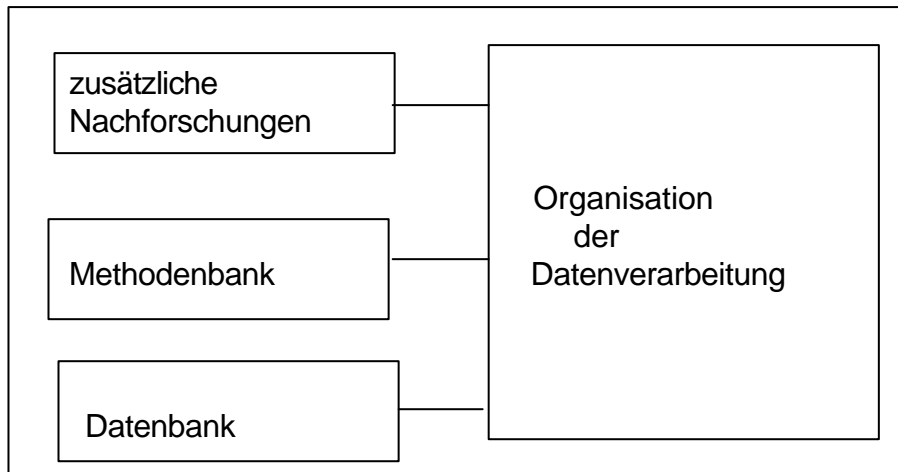 zusätzliche
Nachforschungen
Methodenbank
Datenbank
Organisation
der
Datenverarbeitung